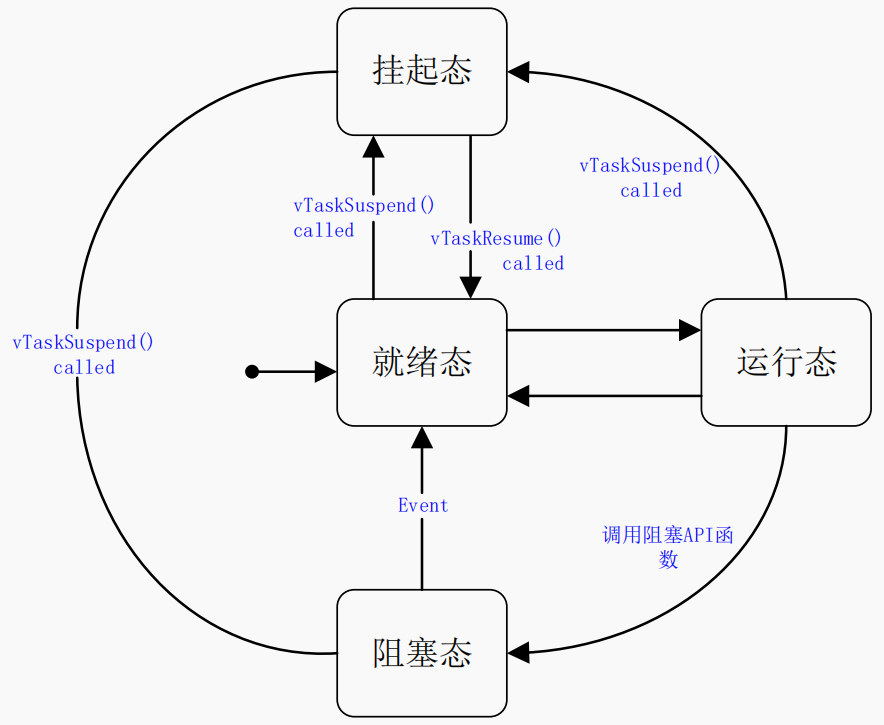 挂起态
vTaskSuspend()
called
vTaskSuspend()
called
vTaskResume()
called
vTaskSuspend()
called
就绪态
运行态
Event
调用阻塞API函
数
阻塞态